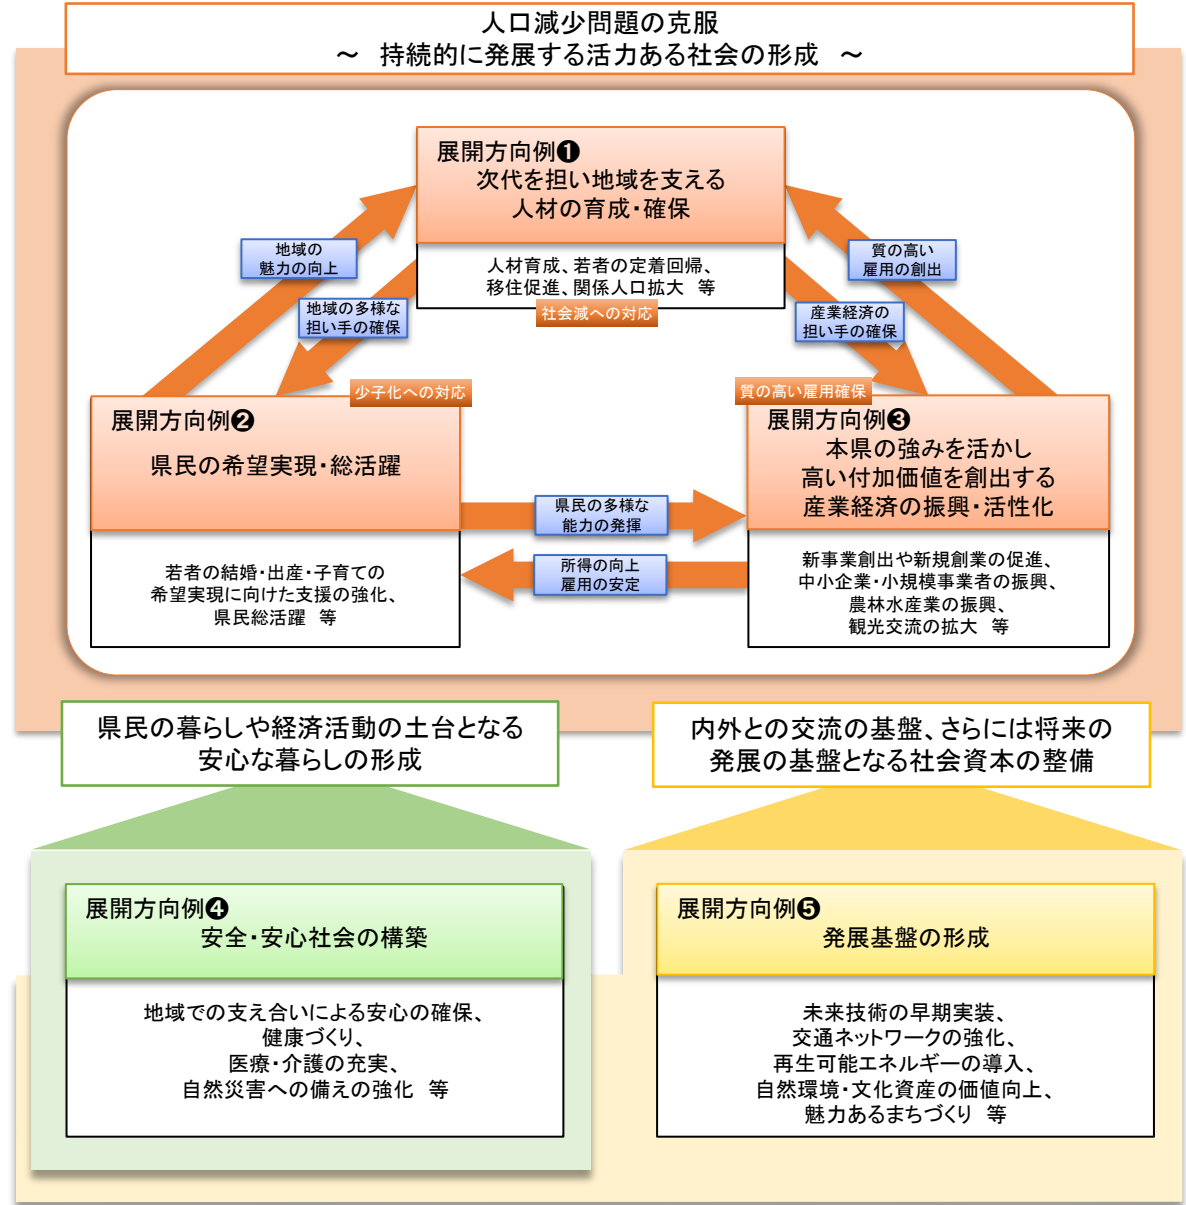 人口減少問題の克服
～　持続的に発展する活力ある社会の形成　～
展開方向例❶
次代を担い地域を支える
人材の育成・確保
人材育成、若者の定着回帰、
移住促進、関係人口拡大　等
社会減への対応
地域の
魅力の向上
地域の多様な
担い手の確保
質の高い
雇用の創出
産業経済の
担い手の確保
少子化への対応
展開方向例❷
県民の希望実現・総活躍
若者の結婚・出産・子育ての
希望実現に向けた支援の強化、
県民総活躍　等
県民の多様な
能力の発揮
所得の向上
雇用の安定
質の高い雇用確保
展開方向例❸
本県の強みを活かし
高い付加価値を創出する
産業経済の振興・活性化
新事業創出や新規創業の促進、
中小企業・小規模事業者の振興、
農林水産業の振興、
観光交流の拡大　等
県民の暮らしや経済活動の土台となる
安心な暮らしの形成
内外との交流の基盤、さらには将来の
発展の基盤となる社会資本の整備
展開方向例❹
安全・安心社会の構築
地域での支え合いによる安心の確保、
健康づくり、
医療・介護の充実、
自然災害への備えの強化　等
展開方向例❺
発展基盤の形成
未来技術の早期実装、
交通ネットワークの強化、
再生可能エネルギーの導入、
自然環境・文化資産の価値向上、
魅力あるまちづくり　等